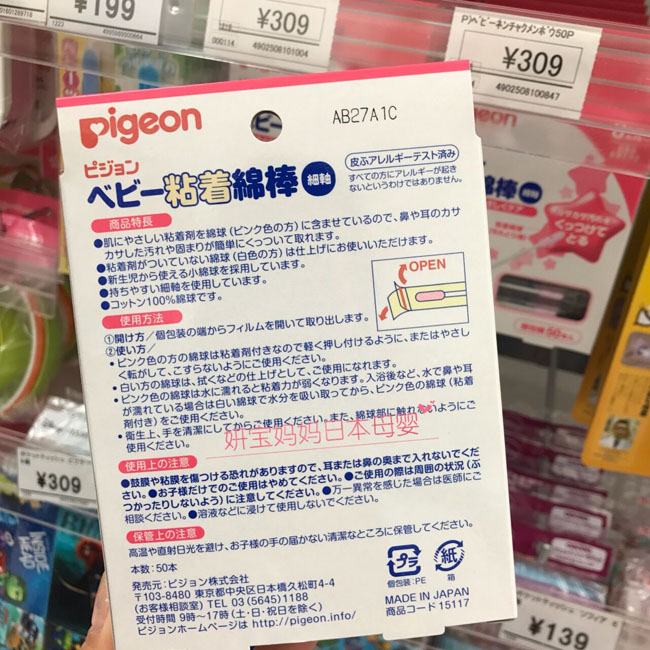 ¥199
¥309
000114 4902508101004
P)ベビーネンチャクメンボウ50P
¥309
4902508100847
Pigeon
AB27A1C
ピジョン
ベビー粘着綿棒 細軸
皮ふアレルギーテスト済み
すべての方にアレルギーが起き
ないというわけではありません。
商品特長
●肌にやさしい粘着剤を綿球(ピンク色の方)に含ませているので、鼻や耳のカサ
カサした汚れや固まりが簡単にくっついて取れます。
●粘着剤がついていない綿球(白色の方)は仕上げにお使いいただけます。
●新生児から使える小綿球を採用しています。
●持ちやすい細軸を使用しています。
●コットン100%綿球です。
OPEN
使用方法
①開け方/個包装の端からフィルムを開いて取り出します。
②使い方/
・ピンク色の方の綿球は粘着剤付きなので軽く押し付けるように、またはやさし
く転がして、こすらないようにご使用ください。
・白い方の綿球は、拭くなどの仕上げとして、ご使用になれます。
・ピンク色の綿球は水に濡れると粘着力が弱くなります。入浴後など、水で鼻や耳
が濡れている場合は白い綿球で水分を吸い取ってから、ピンク色の綿球(粘着
剤付き)をご使用ください。
・衛生上、手を清潔にしてからご使用ください。また、綿球部に触れないようにご
使用ください。
妍宝妈妈日本母婴
使用上の注意
●鼓膜や粘膜を傷つける恐れがありますので、耳または鼻の奥まで入れないでくだ
さい。●お子様だけでのご使用はやめてください。●ご使用の際は周囲の状況(ぶ
つかったりしないよう)に注意してください。●万一異常を感じた場合は医師にご
相談ください。●溶液などに浸けて使用しないでください。
保管上の注意
高温や直射日光を避け、お子様の手の届かない清潔なところに保管してください。
本数:50本
発売元:ピジョン株式会社
〒103-8480 東京都中央区日本橋久松町4-4
(お客様相談室) TEL 03(5645)1188
受付時間 9時〜17時(土・日・祝日を除く)
ピジョンホームページは http://pigeon.info/
プラ
個包装:PE
紙
箱
MADE IN JAPAN
商品コード 15117
綿棒
くっつけて
とる
¥309
¥139